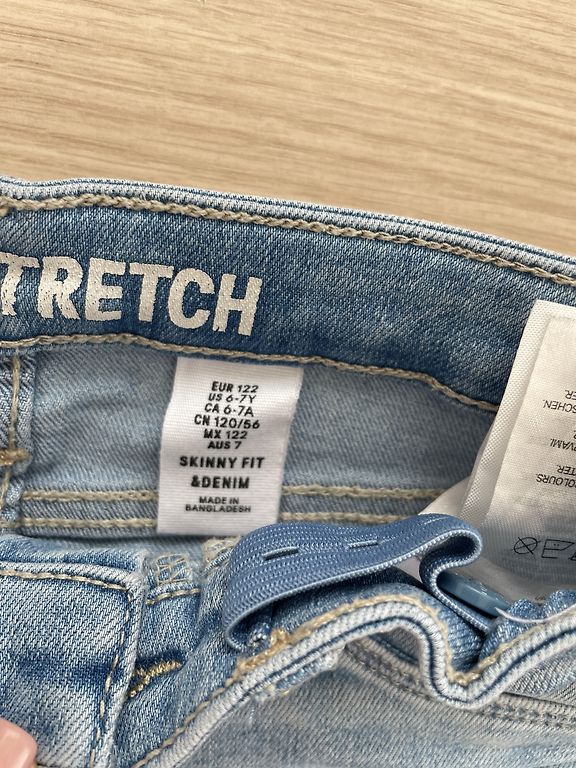 TRETCH
EUR 122
US 6-7Y
CA 6-7A
CN 120/56
MX 122
AUS 7
SKINNY FIT
&DENIM
MADE IN
BANGLADESH
COLOURS.